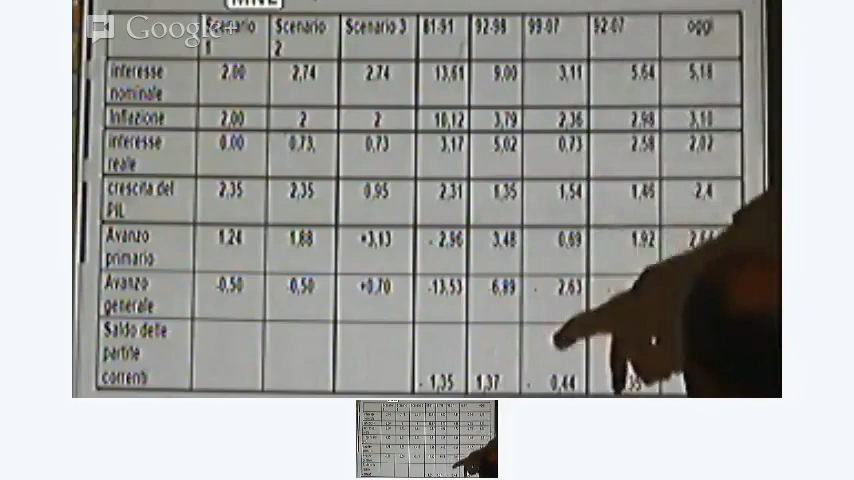 Google+
Scenario 1 Scenario 2 Scenario 3 81-91 92-98 99-07 92-07 oggi
interesse nominale 2,00 2,74 2,74 13,61 9,00 3,11 5,64 5,18
Inflazione 2,00 2 2 10,12 3,79 2,36 2,98 3,10
interesse reale 0,00 0,73, 0,73 3,17 5,02 0,73 2,58 2,02
crescita del PIL 2,35 2,35 0,95 2,31 1,35 1,54 1,46 -2,4
Avanzo primario 1,24 1,88 +3,13 - 2,96 3,48 0,69 1,92
Avanzo generale -0,50 -0,50 +0,70 -13,53 - 6,89 - 2,63
Saldo delle partite correnti - 1,35 1,37 - 0,44